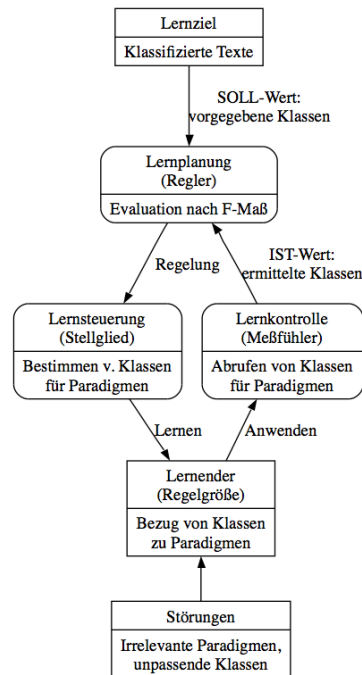 Lernziel
Klassifizierte Texte
SOLL-Wert:
vorgegebene Klassen
Lernplanung
(Regler)
Evaluation nach F-Maß
Regelung
IST-Wert:
ermittelte Klassen
Lernsteuerung
(Stellglied)
Bestimmen v. Klassen
für Paradigmen
Lernkontrolle
(Meßfühler)
Abrufen von Klassen
für Paradigmen
Lernen
Anwenden
Lernender
(Regelgröße)
Bezug von Klassen
zu Paradigmen
Störungen
Irrelevante Paradigmen,
unpassende Klassen